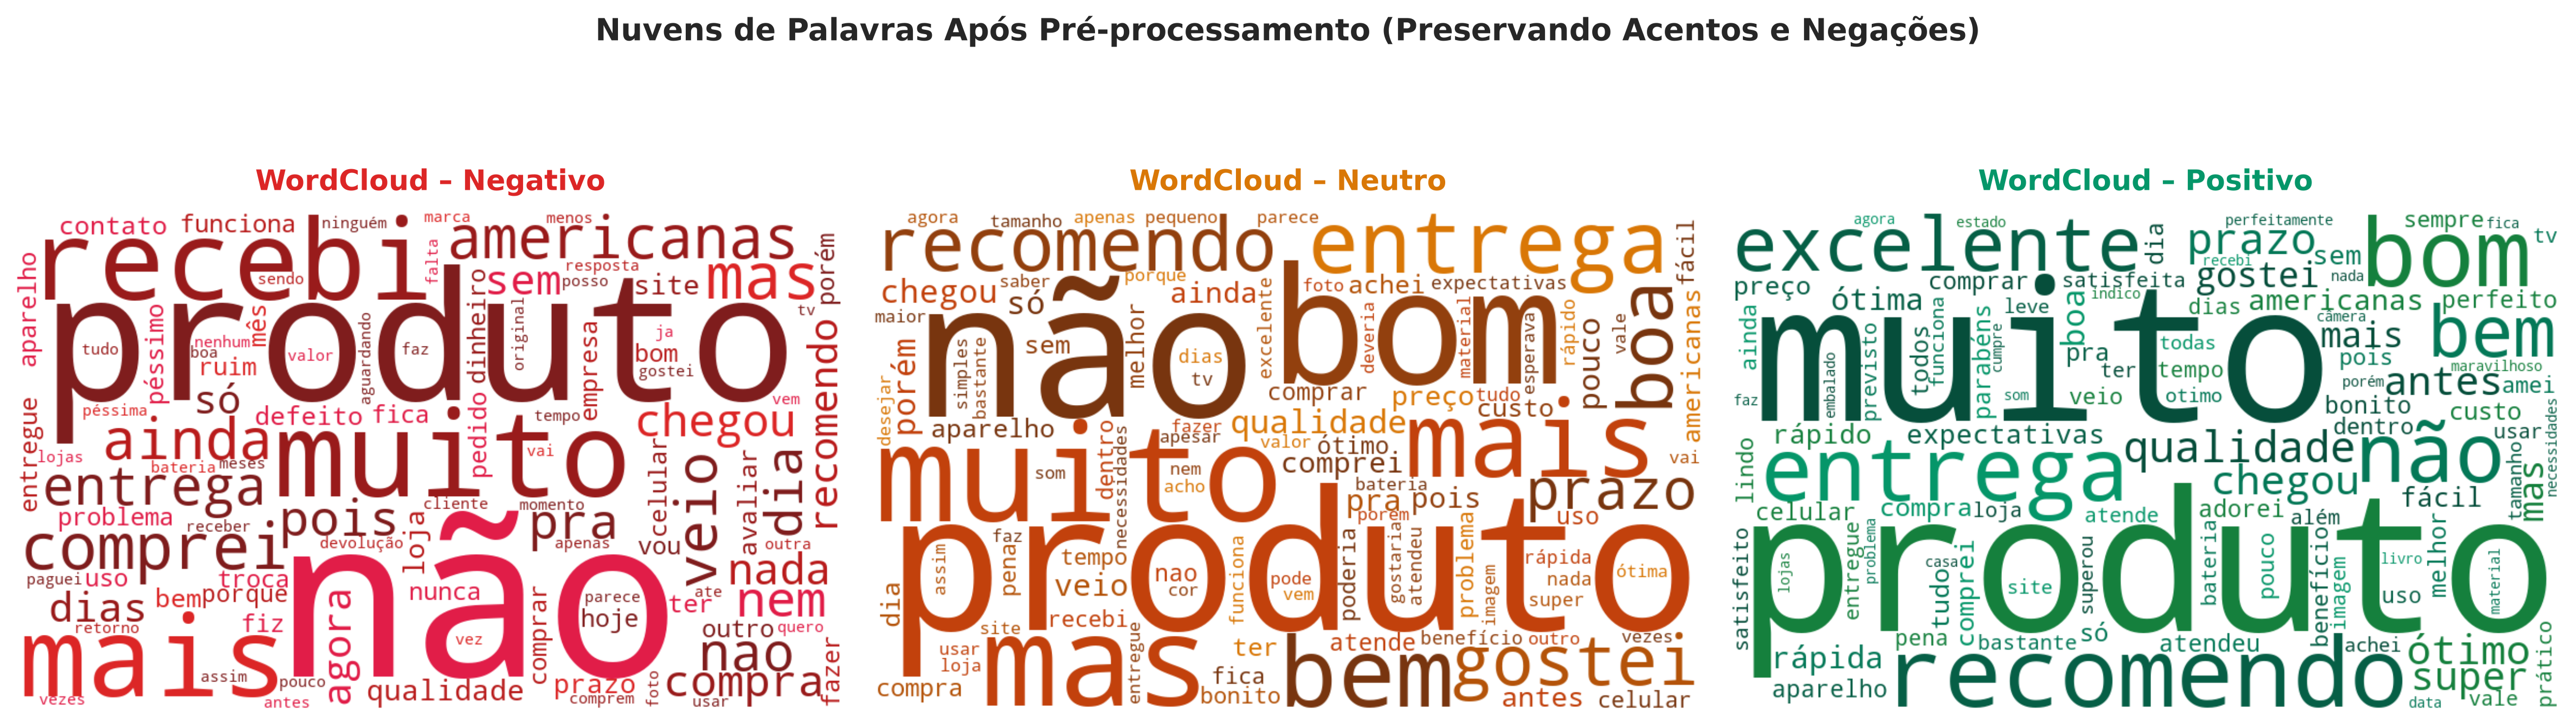 Nuvens de Palavras Após Pré-processamento (Preservando Acentos e Negações)
WordCloud – Negativo
contato
funciona
ninguém
marca
menos
recebi
americanas
sendo
falta
sem
resposta
posso
site
mas
porém
aparelho
péssimo
nenhum
mês
tudo
boa
valor
aguardando
faz
produto
original
dinheiro
empresa
ja
bom
gostei
tv
ruim
só
péssima
defeito
fica
tempo
vem
chegou
recomendo
entregue
lojas
ainda
bateria
meses
muito
pedido
vai
celular
veio
avaliar
dia
entrega
problema
receber
pois
cliente
momento
pra
apenas
vou
outra
comprei
devolução
loja
paguei
uso
troca
porque
não
nunca
nada
nem
dias
bem
retorno
fiz
agora
vez
parece
hoje
comprar
ter
ate
outro
quero
nao
mais
assim
pouco
vezes
antes
qualidade
prazo
comprem
foto
compra
usar
fazer
WordCloud – Neutro
agora
tamanho
apenas
pequeno
parece
recomendo
entrega
fácil
chegou
saber
só
porque
ainda
foto
achei
expectativas
maior
não
bom
boa
porém
simples
bastante
sem
melhor
dias
tv
excelente
deveria
material
esperava
rápido
pouco
vale
americanas
desejar
comprar
preço
tudo
custo
aparelho
fazer
apesar
qualidade
valor
ótimo
mais
vai
muito
dentro
necessidades
nem
acho
som
comprei
bateria
pra
pois
prazo
porem
uso
produto
assim
faz
pena
tempo
veio
nao
cor
funciona
pode
vem
poderia
gostariam
atendeu
problema
imagem
rápida
nada
super
ótima
dia
recebi
site
usar
loja
mas
entregue
ter
fica
bonito
bem
atende
benefício
outro
vezes
gostei
compra
antes
celular
WordCloud – Positivo
agora
estado
perfeitamente
sempre
fica
excelente
dia
prazo
recebi
sem
bom
tv
preço
comprar
satisfeita
gostei
nada
ótima
leve
boa
indico
dias
americanas
perfeito
câmera
muito
ainda
previsto
todos
funciona
parabéns
cumpre
pra
todas
mais
bem
ter
tempo
pois
maravilhoso
porém
antes
amei
faz
embalado
som
veio
otimo
bonito
custo
dentro
usar
necessidades
lindo
rápido
expectativas
qualidade
não
entrega
chegou
fácil
tamanho
mas
celular
compra
loja
atende
adorei
além
satisfeito
produto
lojas
entregue
problema
casa
tudo
comprei
site
superou
bateria
pouco
benefício
imagem
livro
uso
melhor
material
pena
bastante
só
atendeu
achei
ótimo
rápida
aparelho
recomendo
super
data
vale
prático